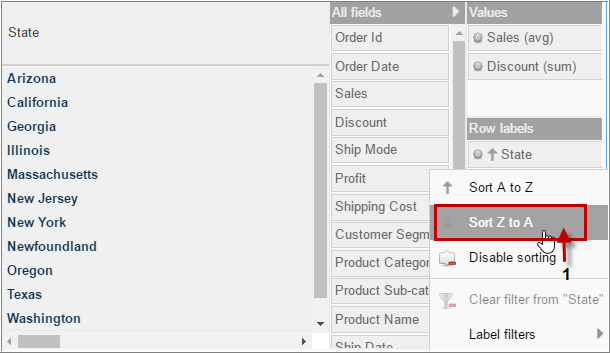 State
Arizona
California
Georgia
Illinois
Massachusetts
New Jersey
New York
Newfoundland
Oregon
Texas
Washington
All fields
Order Id
Order Date
Sales
Discount
Ship Mode
Profit
Shipping Cost
Customer Segm
Product Categor
Product Sub-cat
Product Name
Ship Date
Values
Sales (avg)
Discount (sum)
Row labels
State
Sort A to Z
Sort Z to A
Disable sorting
1
Clear filter from "State"
Label filters